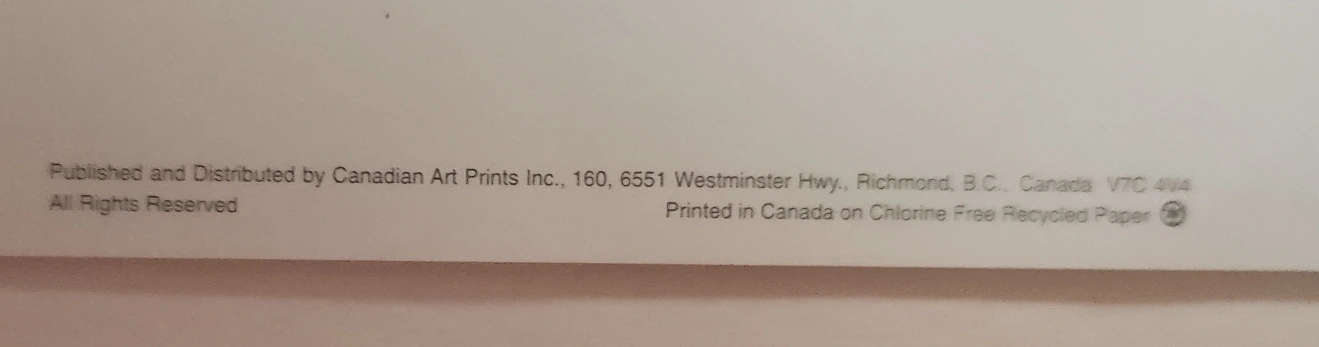 Published and Distributed by Canadian Art Prints Inc., 160, 6551 Westminster Hwy., Richmond, B.C., Canada V7C 4V4
All Rights Reserved
Printed in Canada on Chlorine Free Recycled Paper